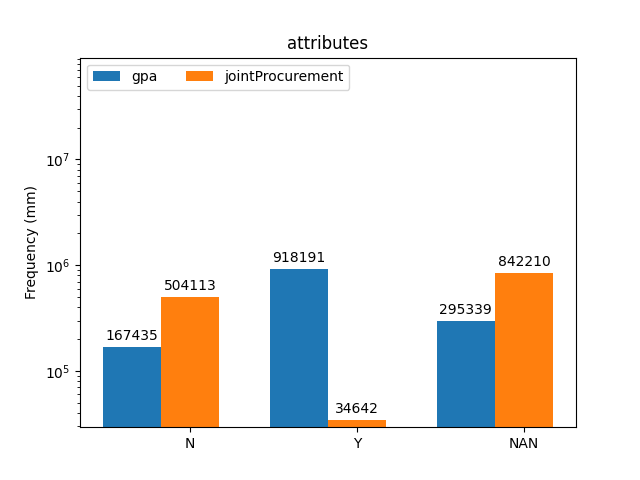 attributes
gpa jointProcurement
Frequency (mm)
10^7
10^6
10^5
167435
504113
918191
34642
295339
842210
N Y NAN